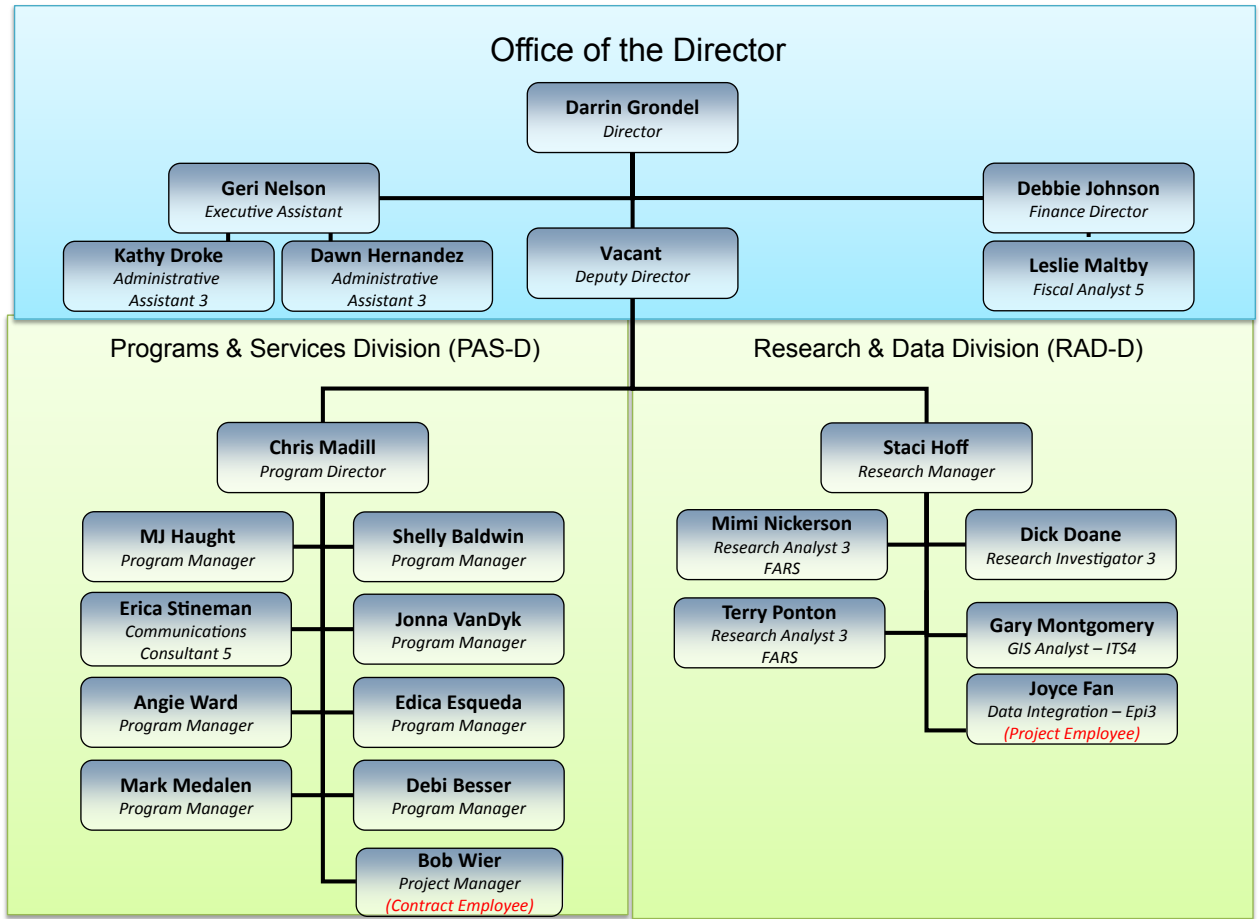 Office of the Director
Darrin Grondel
Director
Geri Nelson
Executive Assistant
Debbie Johnson
Finance Director
Kathy Droke
Administrative
Assistant 3
Dawn Hernandez
Administrative
Assistant 3
Vacant
Deputy Director
Leslie Maltby
Fiscal Analyst 5
Programs & Services Division (PAS-D)
Chris Madill
Program Director
MJ Haught
Program Manager
Shelly Baldwin
Program Manager
Erica Stineman
Communications
Consultant 5
Jonna VanDyk
Program Manager
Angie Ward
Program Manager
Edica Esqueda
Program Manager
Mark Medalen
Program Manager
Debi Besser
Program Manager
Bob Wier
Project Manager
(Contract Employee)
Research & Data Division (RAD-D)
Staci Hoff
Research Manager
Mimi Nickerson
Research Analyst 3
FARS
Dick Doane
Research Investigator 3
Terry Ponton
Research Analyst 3
FARS
Gary Montgomery
GIS Analyst – ITS4
Joyce Fan
Data Integration – Epi3
(Project Employee)